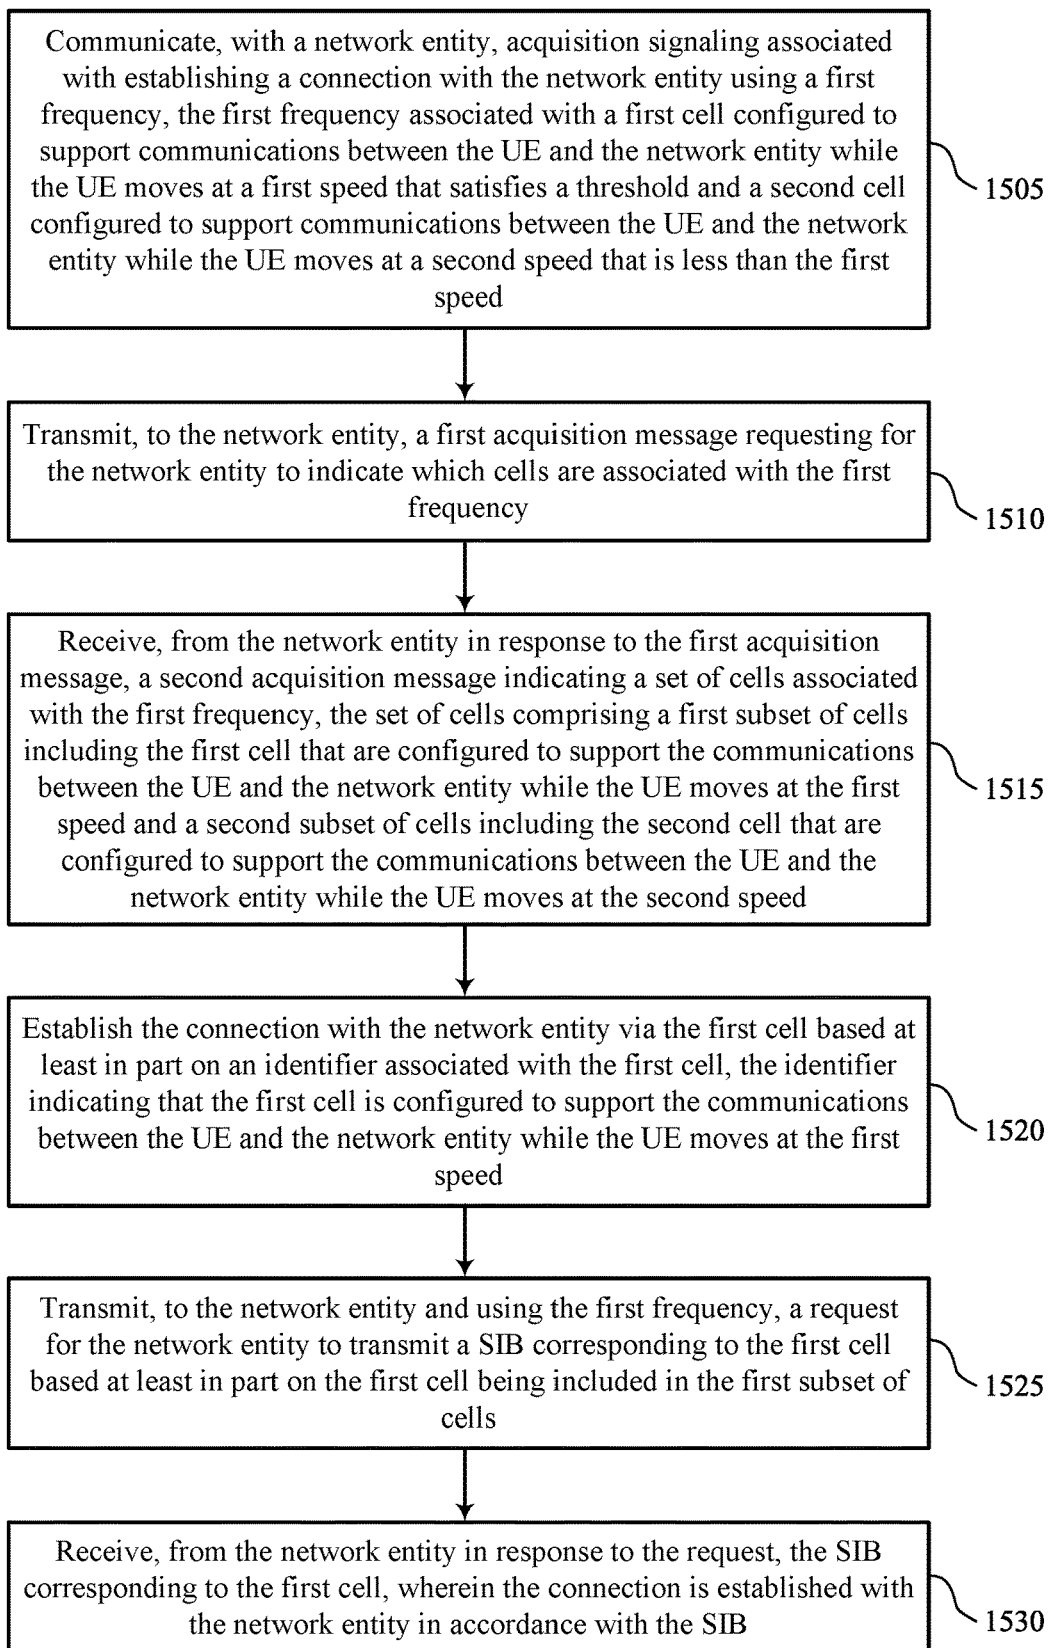 Communicate, with a network entity, acquisition signaling associated
with establishing a connection with the network entity using a first
frequency, the first frequency associated with a first cell configured to
support communications between the UE and the network entity while
the UE moves at a first speed that satisfies a threshold and a second cell
configured to support communications between the UE and the network
entity while the UE moves at a second speed that is less than the first
speed
1505
Transmit, to the network entity, a first acquisition message requesting for
the network entity to indicate which cells are associated with the first
frequency
1510
Receive, from the network entity in response to the first acquisition
message, a second acquisition message indicating a set of cells associated
with the first frequency, the set of cells comprising a first subset of cells
including the first cell that are configured to support the communications
between the UE and the network entity while the UE moves at the first
speed and a second subset of cells including the second cell that are
configured to support the communications between the UE and the
network entity while the UE moves at the second speed
1515
Establish the connection with the network entity via the first cell based at
least in part on an identifier associated with the first cell, the identifier
indicating that the first cell is configured to support the communications
between the UE and the network entity while the UE moves at the first
speed
1520
Transmit, to the network entity and using the first frequency, a request
for the network entity to transmit a SIB corresponding to the first cell
based at least in part on the first cell being included in the first subset of
cells
1525
Receive, from the network entity in response to the request, the SIB
corresponding to the first cell, wherein the connection is established with
the network entity in accordance with the SIB
1530